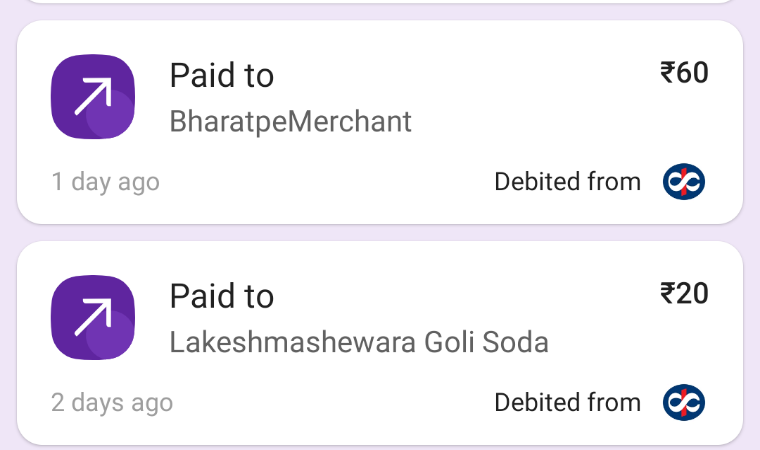 Paid to
₹60
BharatpeMerchant
1 day ago
Debited from
Paid to
₹20
Lakeshmashewara Goli Soda
2 days ago
Debited from